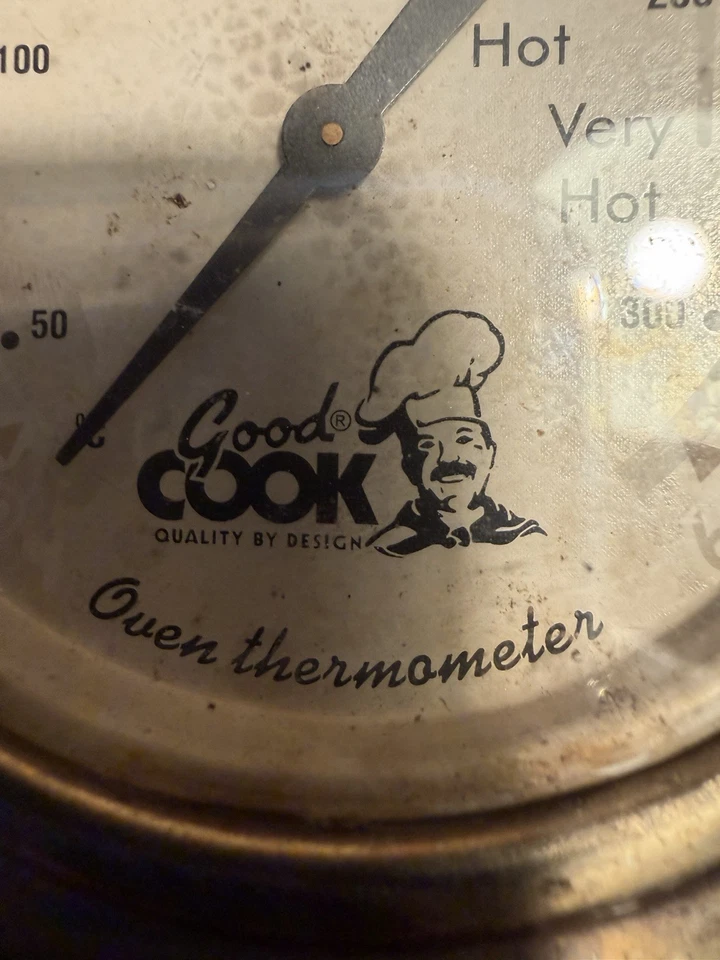 100
Hot
Very
Hot
50
300
°C
Good®
COOK
QUALITY BY DESIGN
Oven thermometer